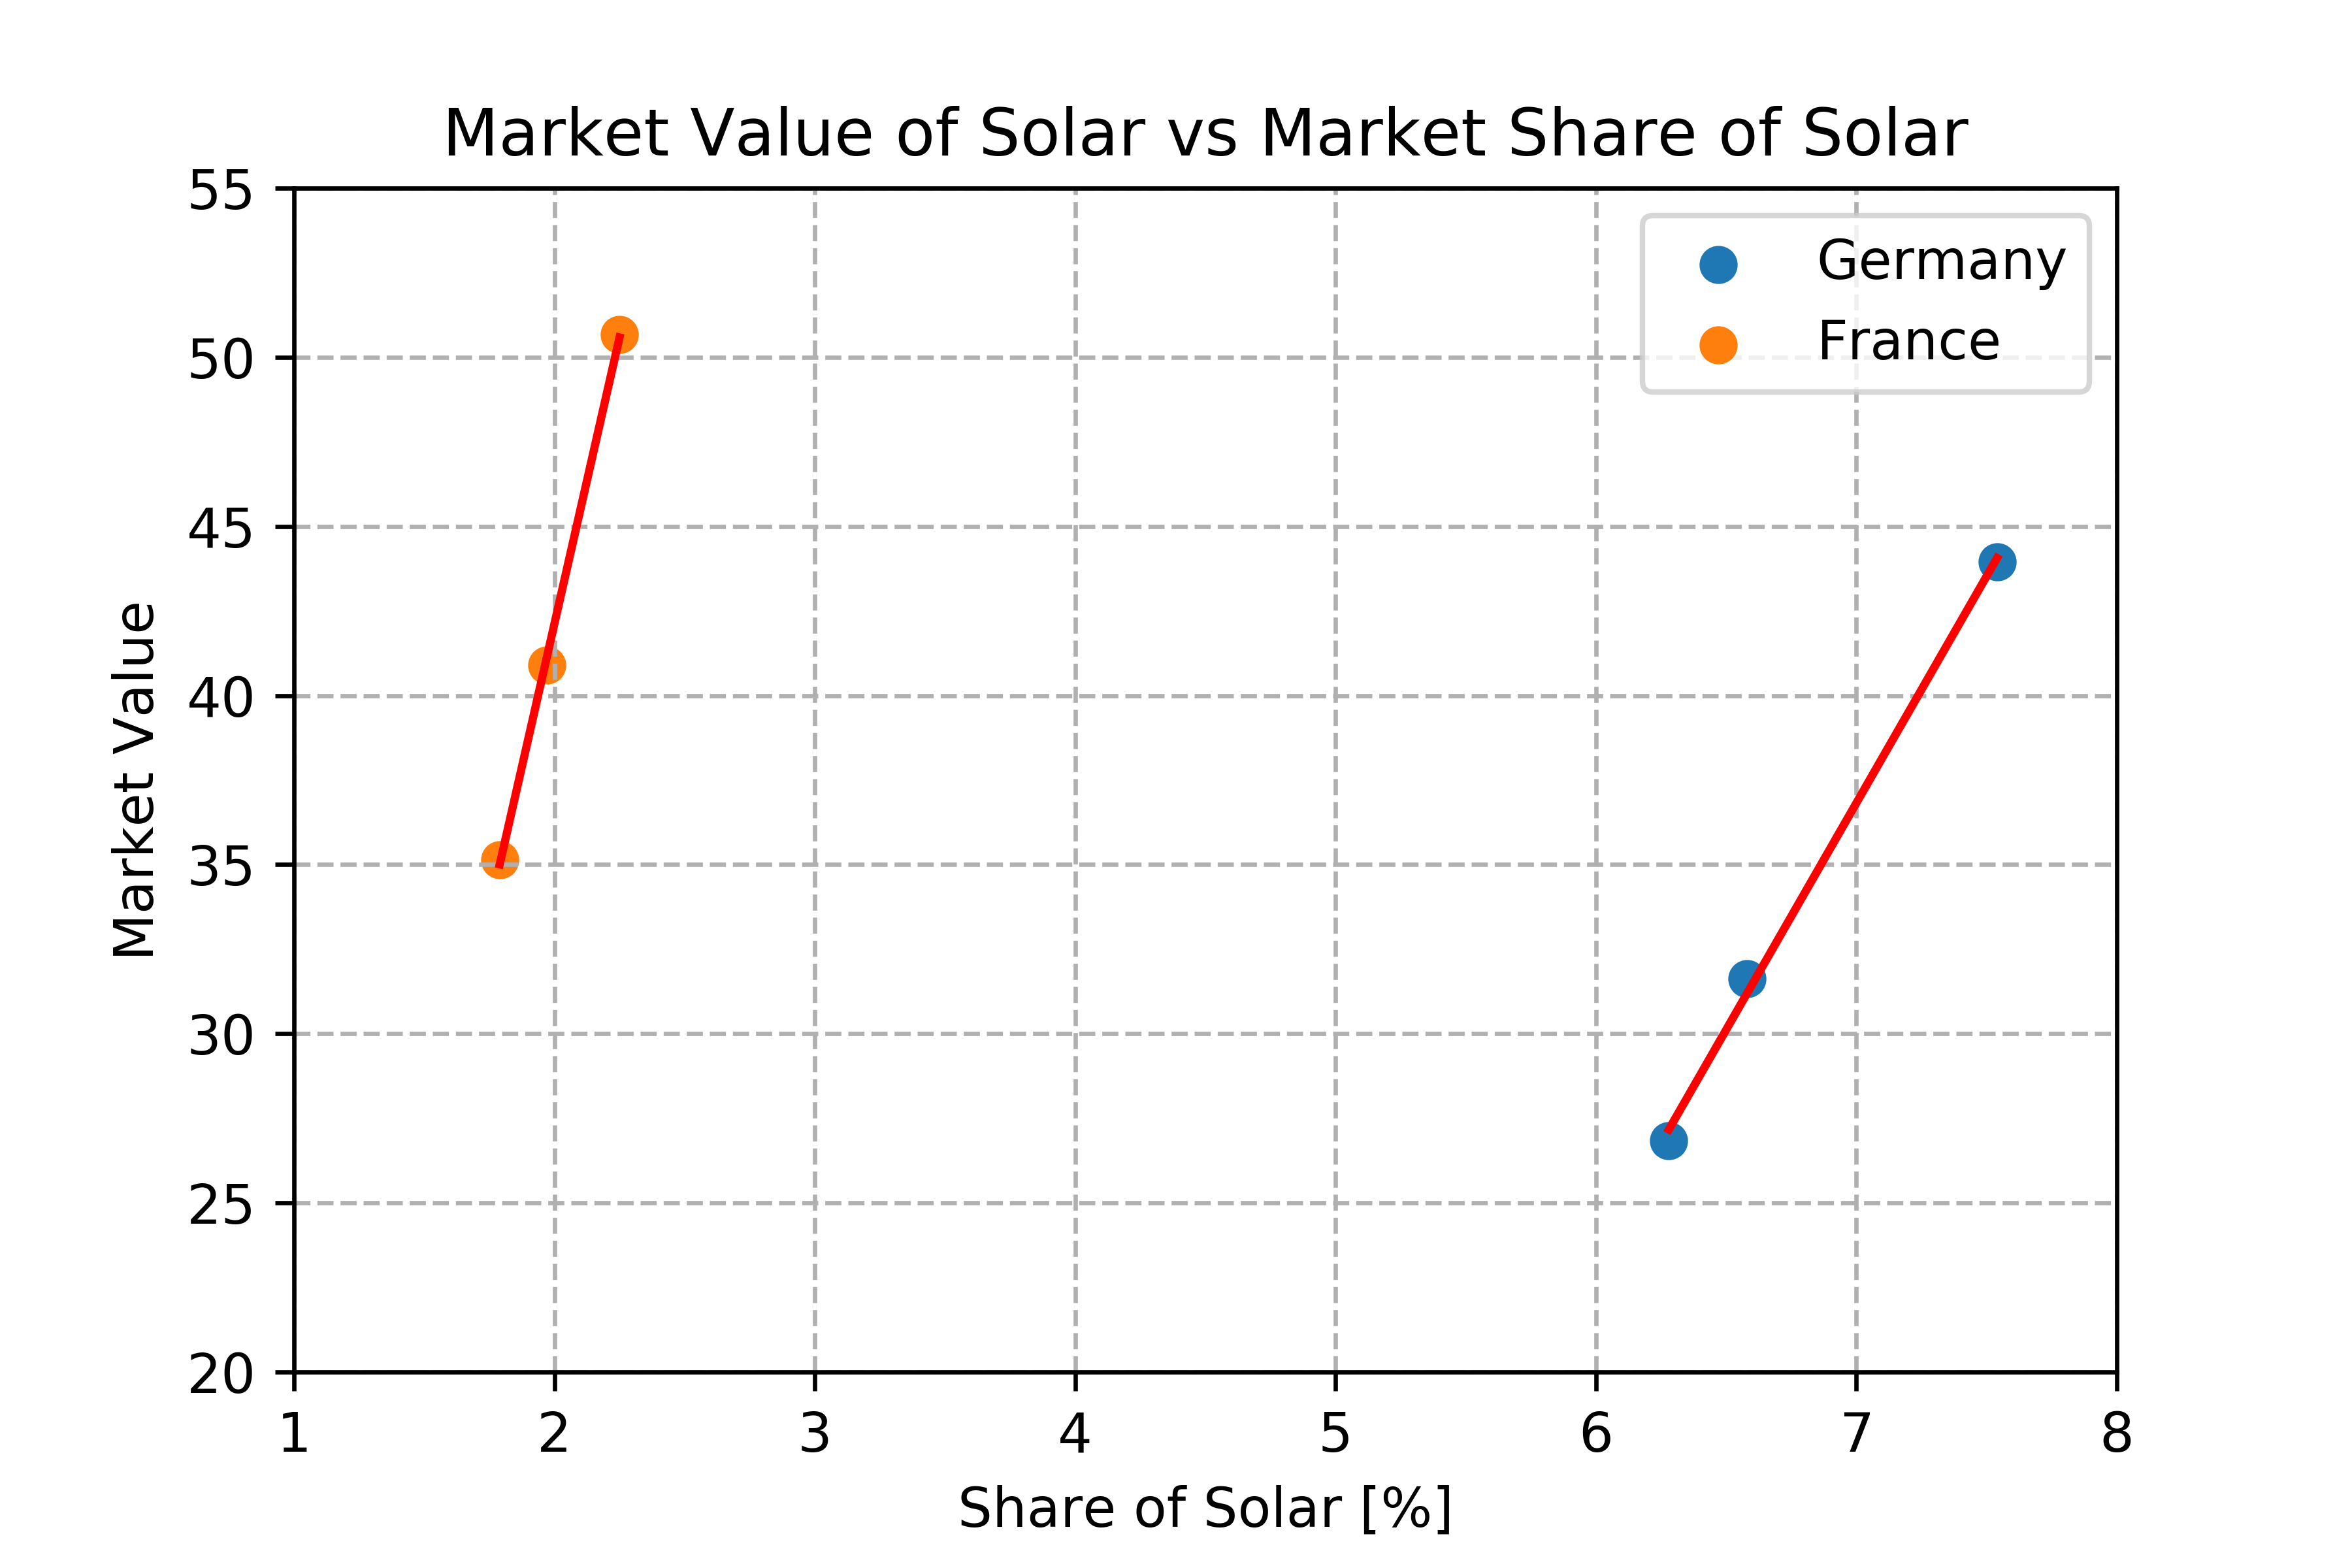 Market Value of Solar vs Market Share of Solar
55
50
45
40
35
30
25
20
Market Value
Germany
France
1 2 3 4 5 6 7 8
Share of Solar [%]